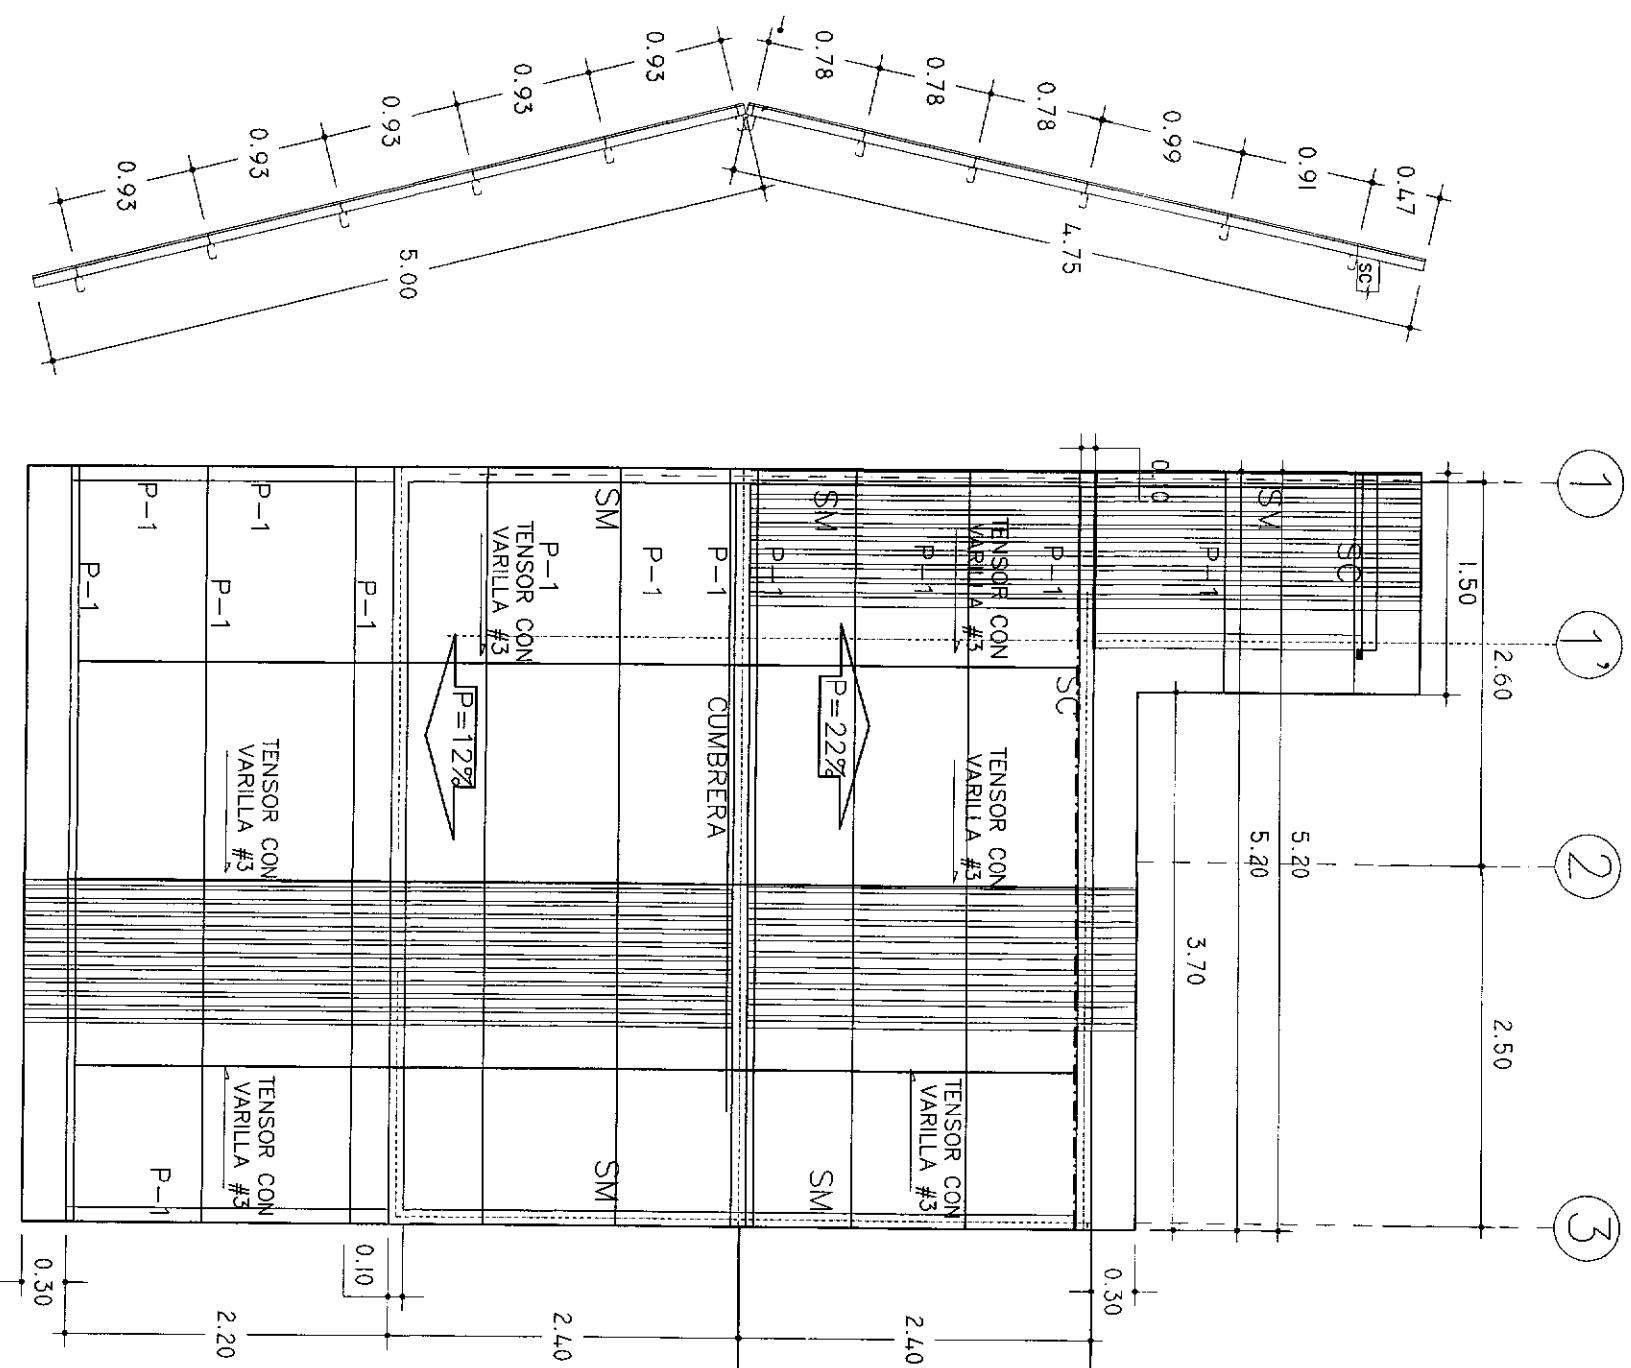 0.93
0.93
0.93
0.93
0.93
0.78
0.78
0.78
0.99
0.91
0.47
5.00
4.75
SC
1
1'
2
3
0.10
1.50
2.60
2.50
5.20
5.20
3.70
SM
SM
SM
SC
P-1
P-1
P-1
P-1
P-1
P-1
P-1
P-1
P-1
P-1
P-1
P-1
TENSOR CON
VARILLA #3
TENSOR CON
VARILLA #3
SC
P=12%
P=22%
CUMBRERA
TENSOR CON
VARILLA #3
TENSOR CON
VARILLA #3
TENSOR CON
VARILLA #3
TENSOR CON
VARILLA #3
P-1
SM
SM
0.30
0.10
0.30
2.20
2.40
2.40